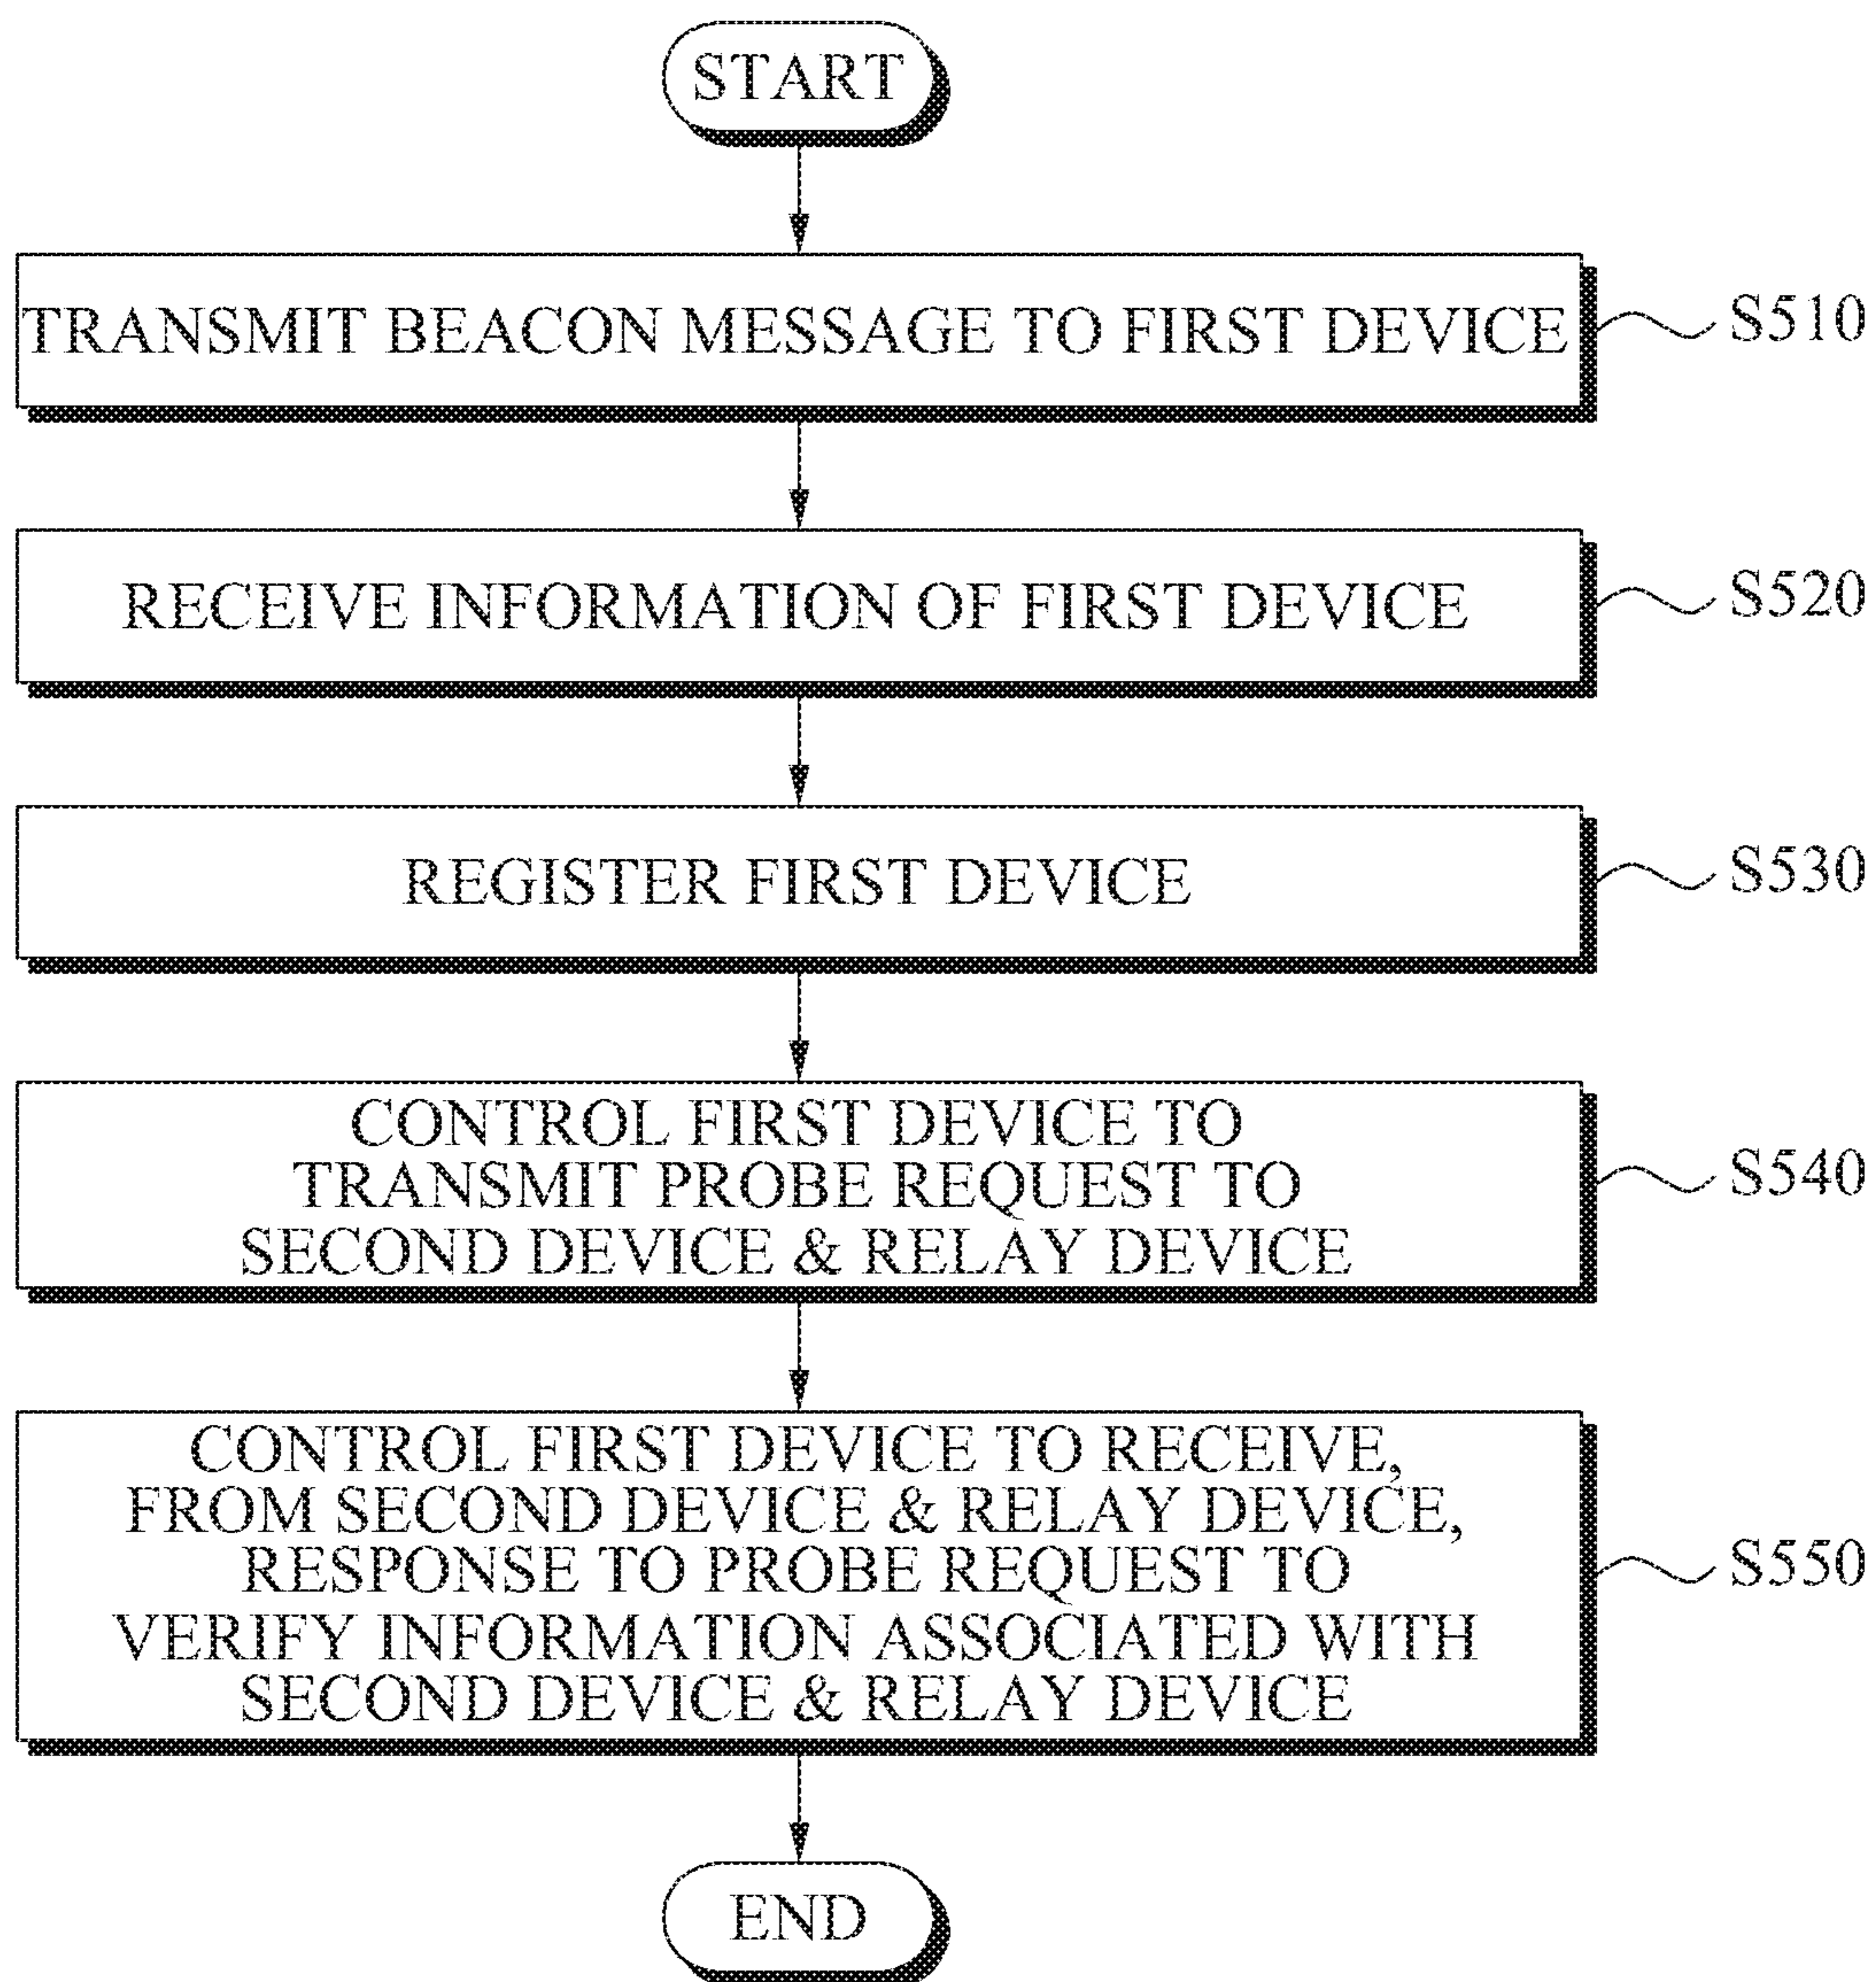 START
TRANSMIT BEACON MESSAGE TO FIRST DEVICE
S510
RECEIVE INFORMATION OF FIRST DEVICE
S520
REGISTER FIRST DEVICE
S530
CONTROL FIRST DEVICE TO
TRANSMIT PROBE REQUEST TO
SECOND DEVICE & RELAY DEVICE
S540
CONTROL FIRST DEVICE TO RECEIVE,
FROM SECOND DEVICE & RELAY DEVICE,
RESPONSE TO PROBE REQUEST TO
VERIFY INFORMATION ASSOCIATED WITH
SECOND DEVICE & RELAY DEVICE
S550
END